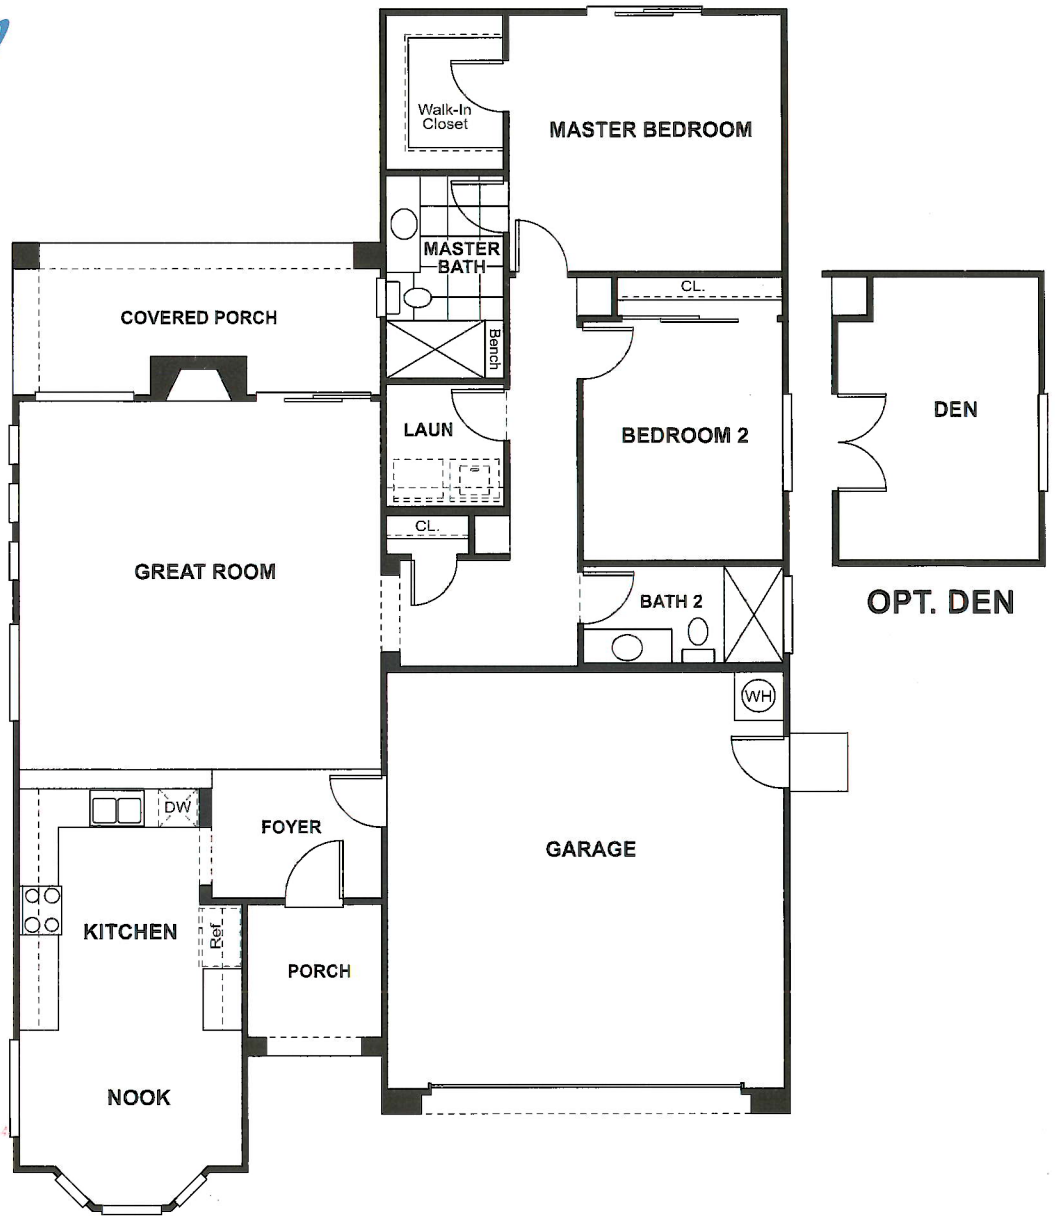 Walk-In
Closet
MASTER BEDROOM
MASTER
BATH
CL.
COVERED PORCH
Bench
LAUN
BEDROOM 2
DEN
CL.
GREAT ROOM
BATH 2
OPT. DEN
WH
DW
FOYER
GARAGE
KITCHEN
Ref.
PORCH
NOOK